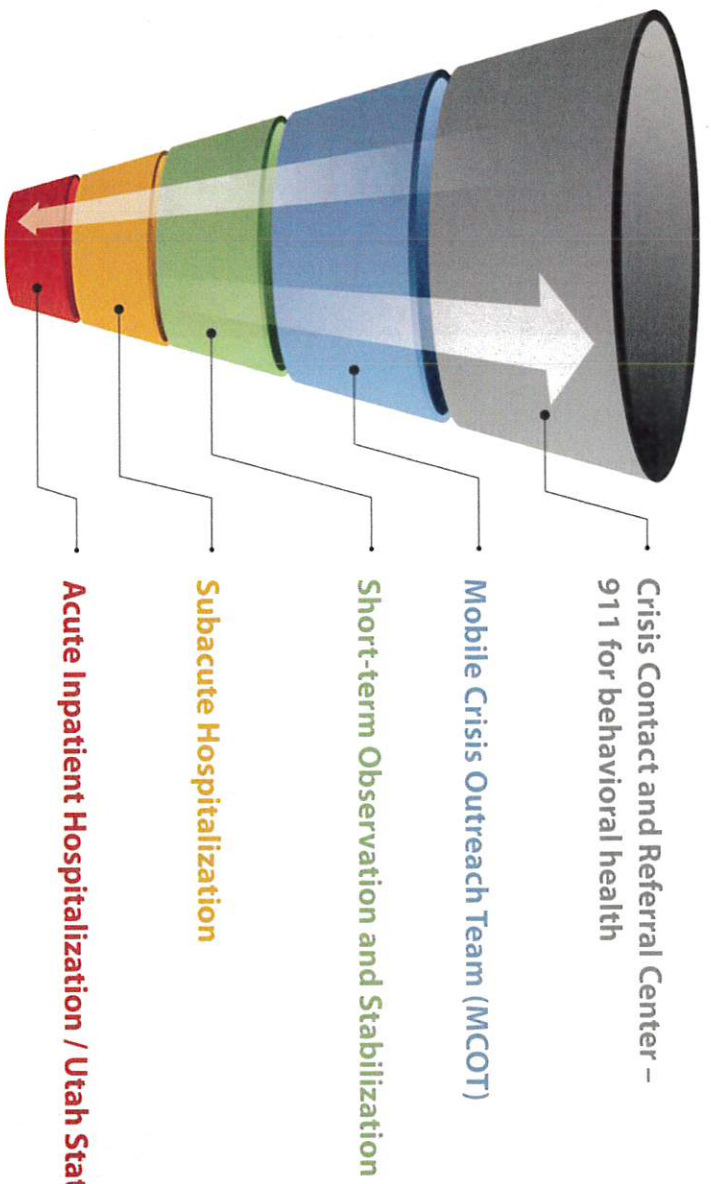 Crisis Contact and Referral Center –
911 for behavioral health
Mobile Crisis Outreach Team (MCOT)
Short-term Observation and Stabilization
Subacute Hospitalization
Acute Inpatient Hospitalization / Utah